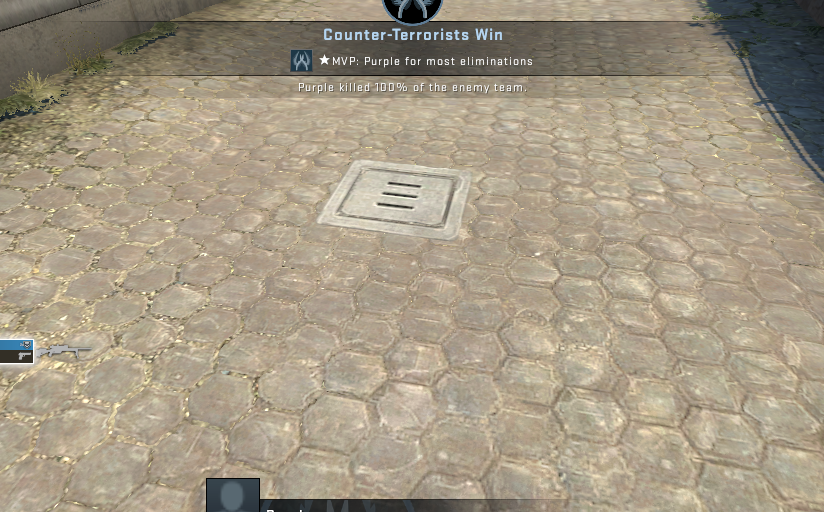 Counter-Terrorists Win
★MVP: Purple for most eliminations
Purple killed 100% of the enemy team.